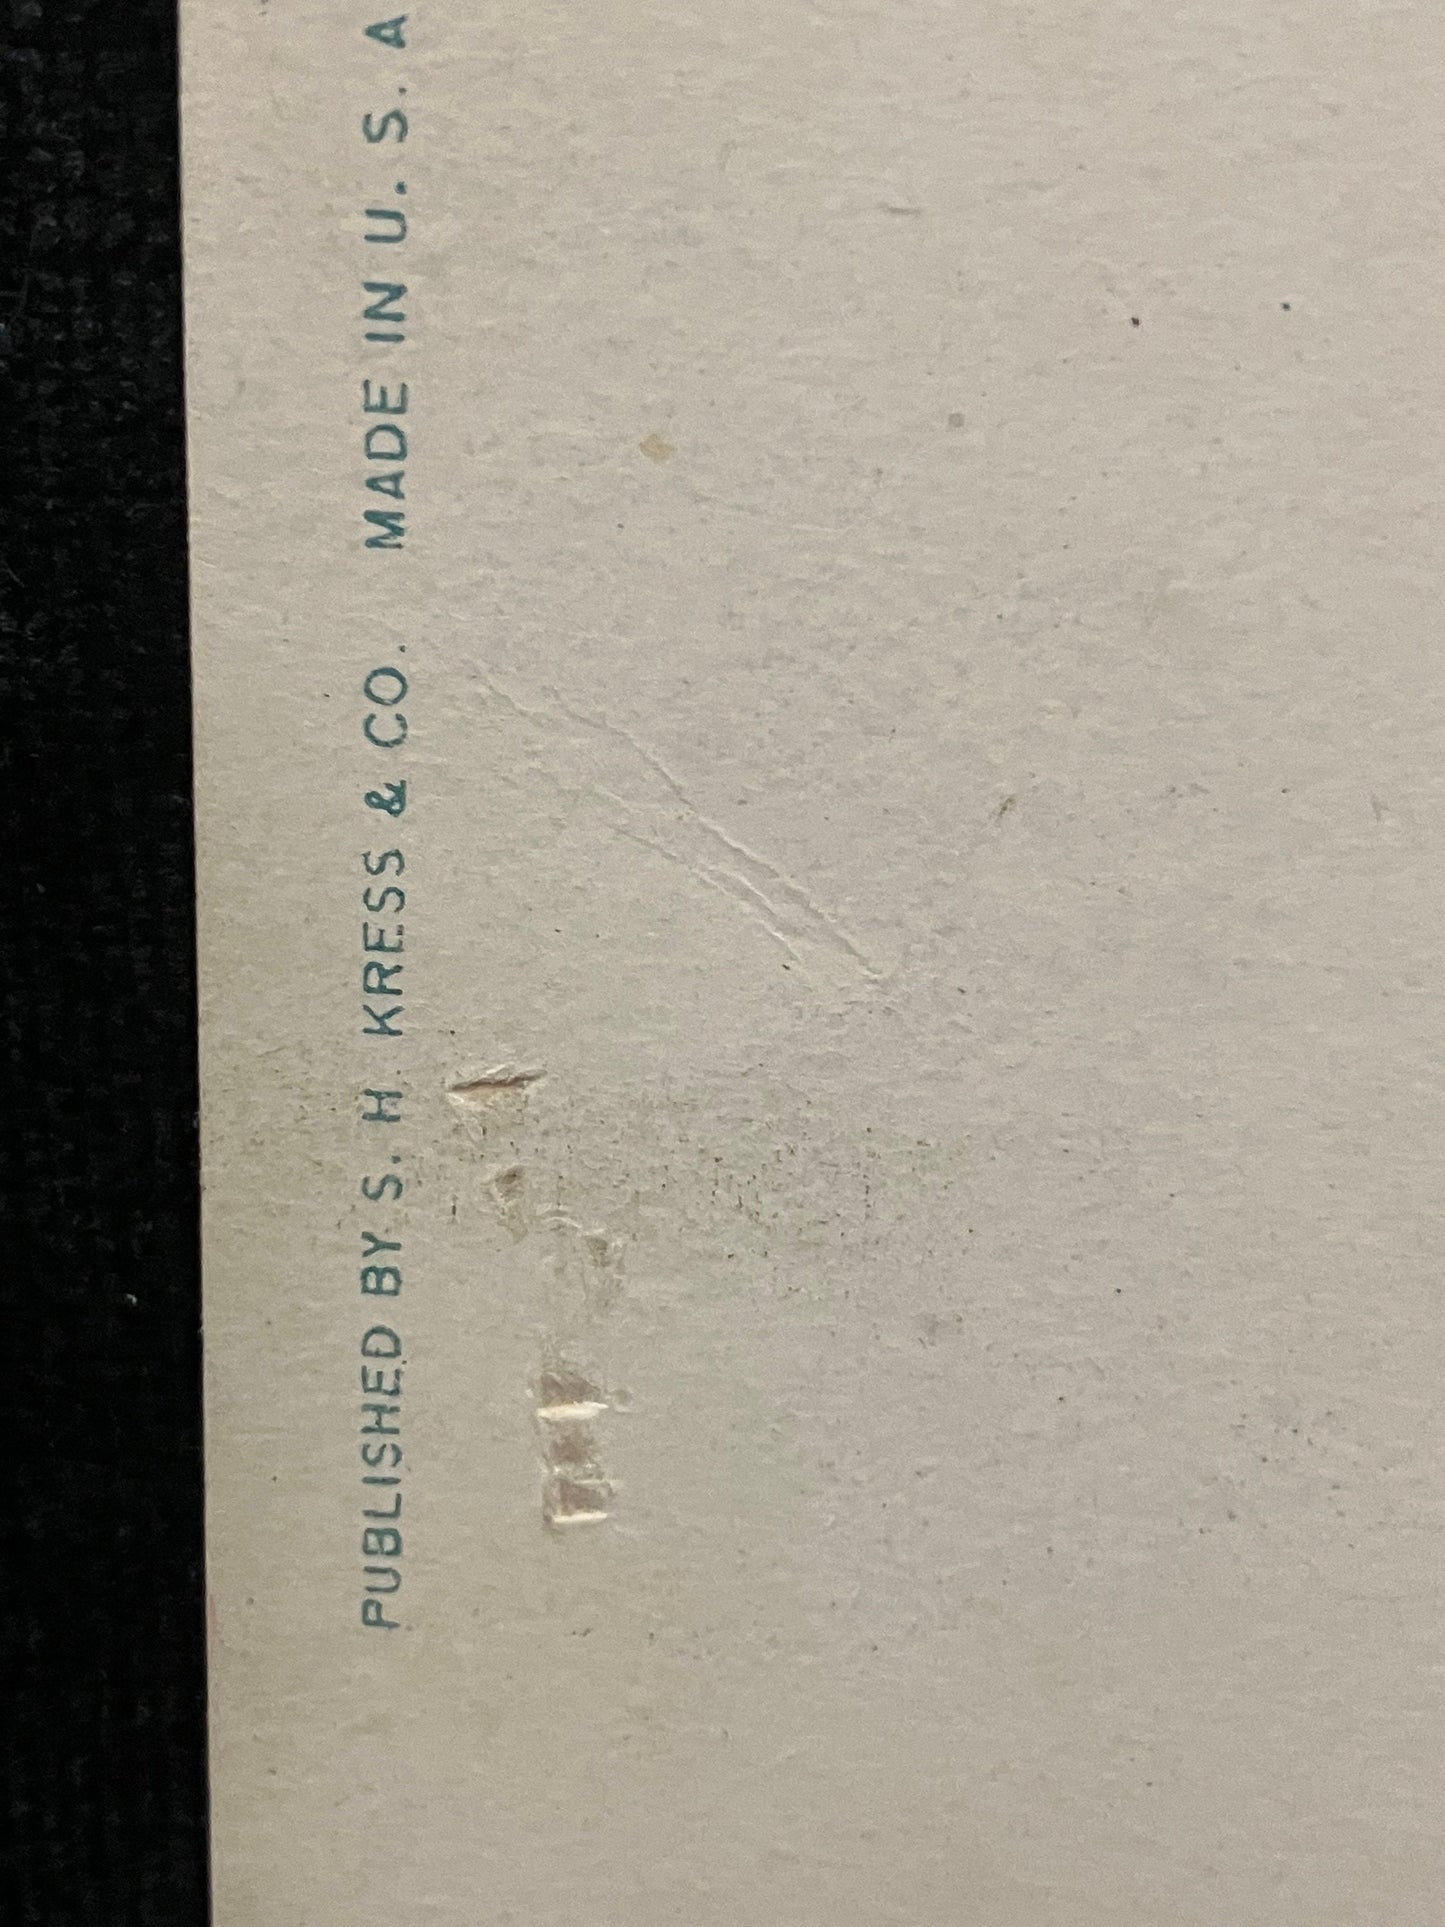 PUBLISHED BY S. H. KRESS & CO. MADE IN U. S. A